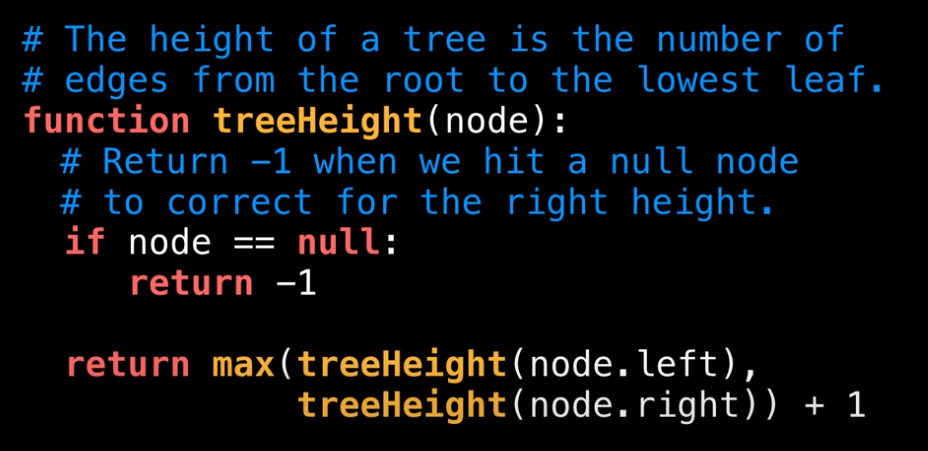 # The height of a tree is the number of
# edges from the root to the lowest leaf.
function treeHeight(node):
# Return -1 when we hit a null node
# to correct for the right height.
if node == null:
return -1
return max(treeHeight(node.left),
treeHeight(node.right)) + 1